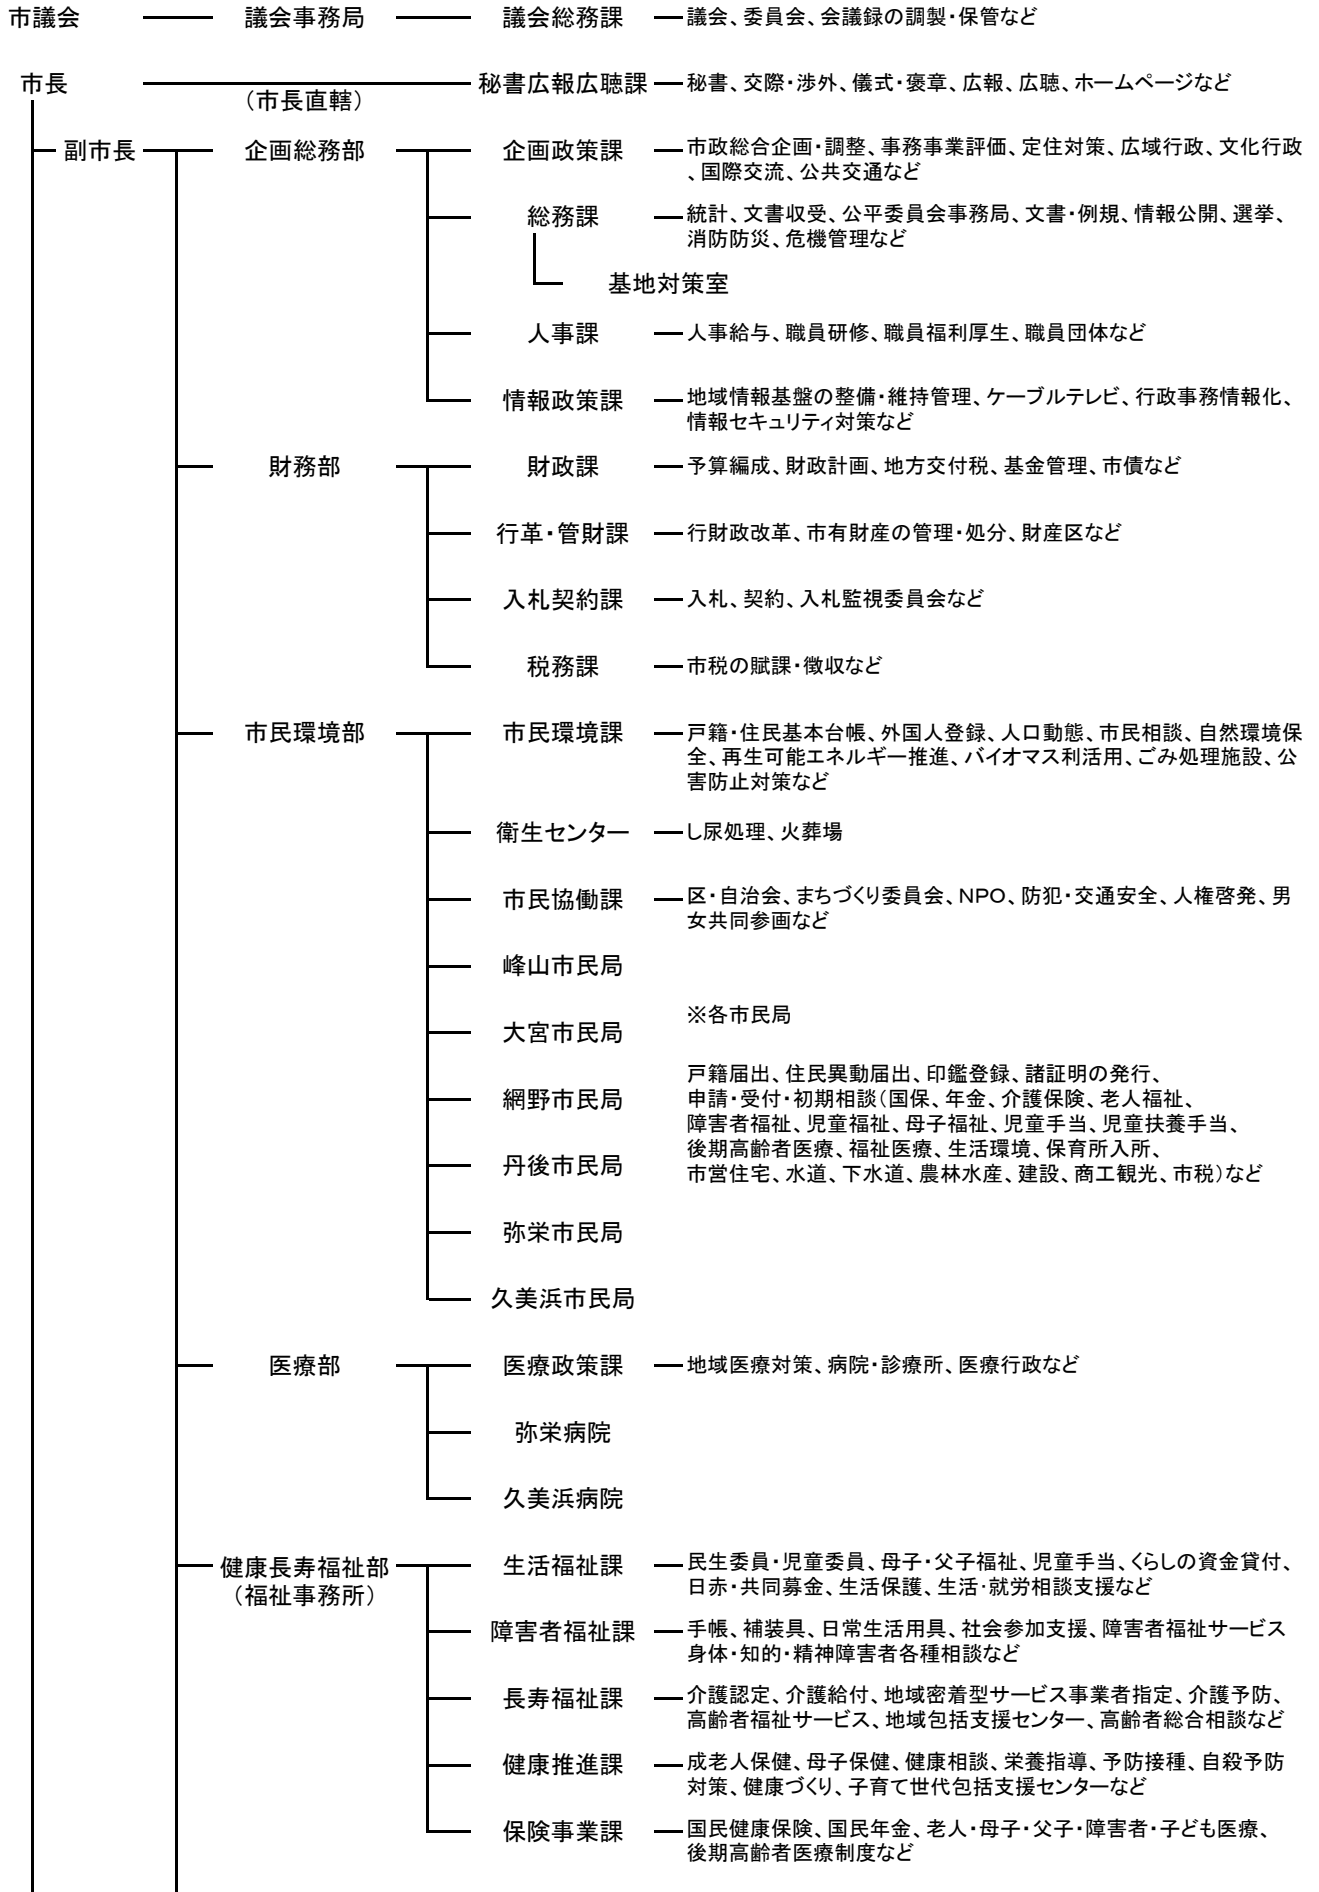 市議会 議会事務局 議会総務課 議会、委員会、会議録の調製・保管など
市長 秘書広報広聴課 秘書、交際・渉外、儀式・褒章、広報、広聴、ホームページなど
(市長直轄)
副市長 企画総務部 企画政策課 市政総合企画・調整、事務事業評価、定住対策、広域行政、文化行政
、国際交流、公共交通など
総務課 統計、文書収受、公平委員会事務局、文書・例規、情報公開、選挙、
消防防災、危機管理など
基地対策室
人事課 人事給与、職員研修、職員福利厚生、職員団体など
情報政策課 地域情報基盤の整備・維持管理、ケーブルテレビ、行政事務情報化、
情報セキュリティ対策など
財務部 財政課 予算編成、財政計画、地方交付税、基金管理、市債など
行革・管財課 行財政改革、市有財産の管理・処分、財産区など
入札契約課 入札、契約、入札監視委員会など
税務課 市税の賦課・徴収など
市民環境部 市民環境課 戸籍・住民基本台帳、外国人登録、人口動態、市民相談、自然環境保
全、再生可能エネルギー推進、バイオマス利活用、ごみ処理施設、公
害防止対策など
衛生センター し尿処理、火葬場
市民協働課 区・自治会、まちづくり委員会、NPO、防犯・交通安全、人権啓発、男
女共同参画など
峰山市民局
※各市民局
大宮市民局
戸籍届出、住民異動届出、印鑑登録、諸証明の発行、
網野市民局 申請・受付・初期相談(国保、年金、介護保険、老人福祉、
障害者福祉、児童福祉、母子福祉、児童手当、児童扶養手当、
後期高齢者医療、福祉医療、生活環境、保育所入所、
丹後市民局 市営住宅、水道、下水道、農林水産、建設、商工観光、市税)など
弥栄市民局
久美浜市民局
医療部 医療政策課 地域医療対策、病院・診療所、医療行政など
弥栄病院
久美浜病院
健康長寿福祉部 生活福祉課 民生委員・児童委員、母子・父子福祉、児童手当、くらしの資金貸付、
(福祉事務所) 日赤・共同募金、生活保護、生活・就労相談支援など
障害者福祉課 手帳、補装具、日常生活用具、社会参加支援、障害者福祉サービス
身体・知的・精神障害者各種相談など
長寿福祉課 介護認定、介護給付、地域密着型サービス事業者指定、介護予防、
高齢者福祉サービス、地域包括支援センター、高齢者総合相談など
健康推進課 成老人保健、母子保健、健康相談、栄養指導、予防接種、自殺予防
対策、健康づくり、子育て世代包括支援センターなど
保険事業課 国民健康保険、国民年金、老人・母子・父子・障害者・子ども医療、
後期高齢者医療制度など